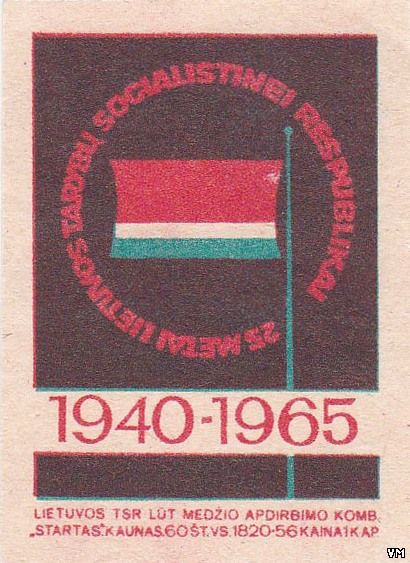 25 METAI LIETUVOS TARYBŲ SOCIALISTINEI RESPUBLIKAI
1940-1965
LIETUVOS TSR LŪT MEDŽIO APDIRBIMO KOMB.
„STARTAS“. KAUNAS. 60 ŠT. VS. 1820-56 KAINA 1 KAP
VM